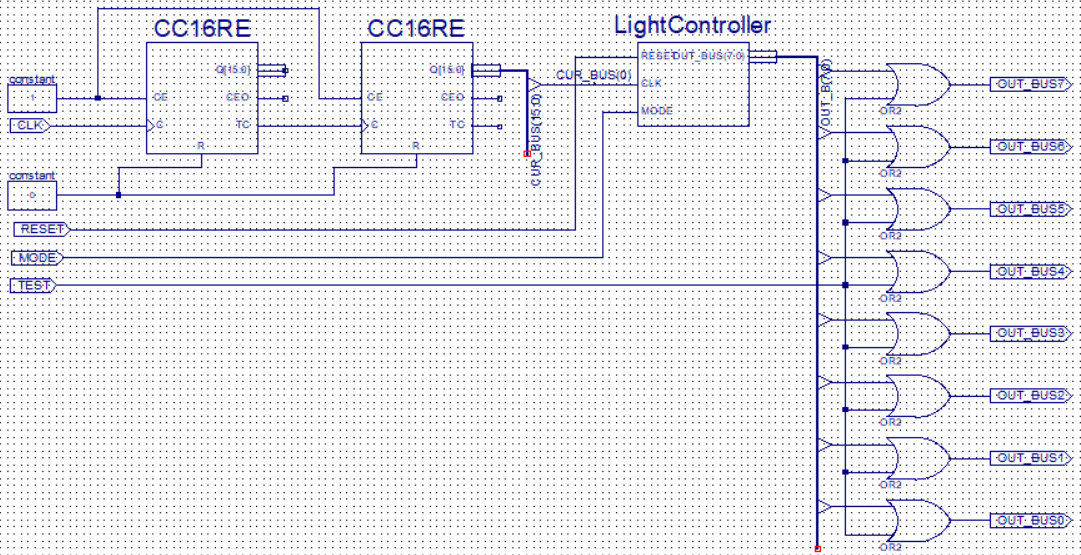 CC16RE
CC16RE
LightController
Q[15:0]
CE
CEO
C
TC
R
Q[15:0]
CE
CEO
C
TC
R
CUR_BUS(0)
CUR_BUS(15:0)
RESET
OUT_BUS(7:0)
CLK
MODE
OUT_B(7:0)
constant
1
CLK
constant
0
RESET
MODE
TEST
OR2
OUT_BUS7
OR2
OUT_BUS6
OR2
OUT_BUS5
OR2
OUT_BUS4
OR2
OUT_BUS3
OR2
OUT_BUS2
OR2
OUT_BUS1
OR2
OUT_BUS0